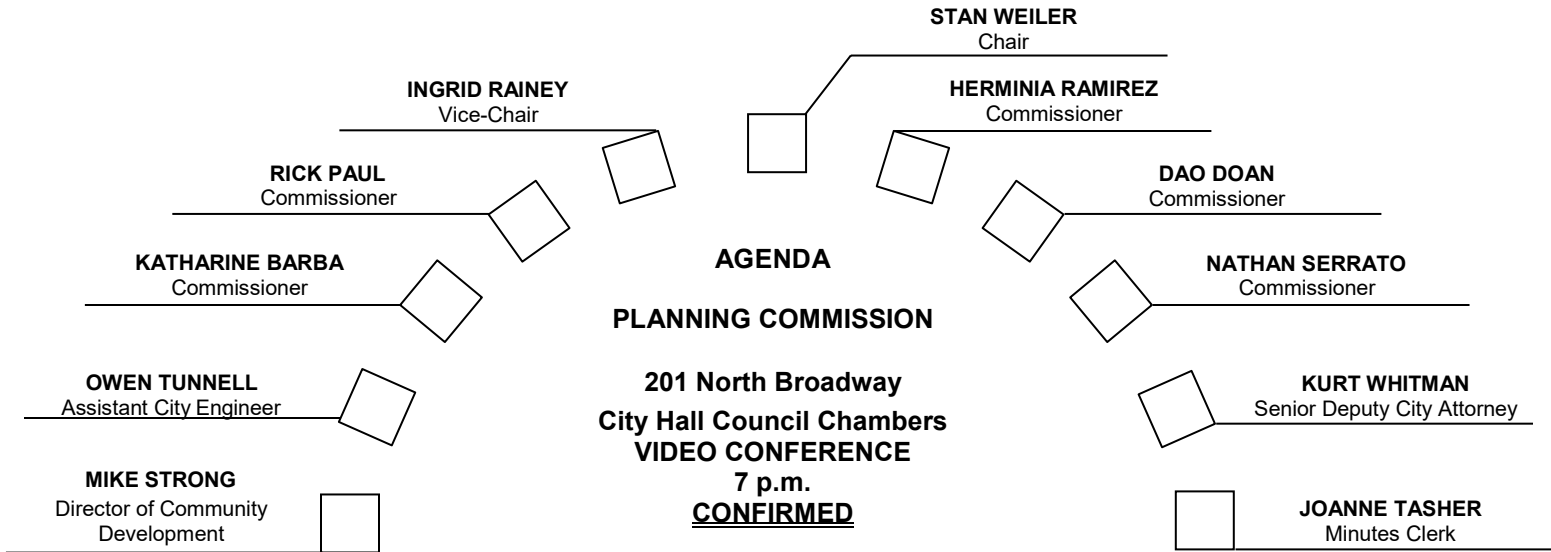 STAN WEILER
Chair
INGRID RAINEY
Vice-Chair
HERMINIA RAMIREZ
Commissioner
RICK PAUL
Commissioner
DAO DOAN
Commissioner
KATHARINE BARBA
Commissioner
NATHAN SERRATO
Commissioner
OWEN TUNNELL
Assistant City Engineer
KURT WHITMAN
Senior Deputy City Attorney
MIKE STRONG
Director of Community
Development
JOANNE TASHER
Minutes Clerk
AGENDA
PLANNING COMMISSION
201 North Broadway
City Hall Council Chambers
VIDEO CONFERENCE
7 p.m.
CONFIRMED